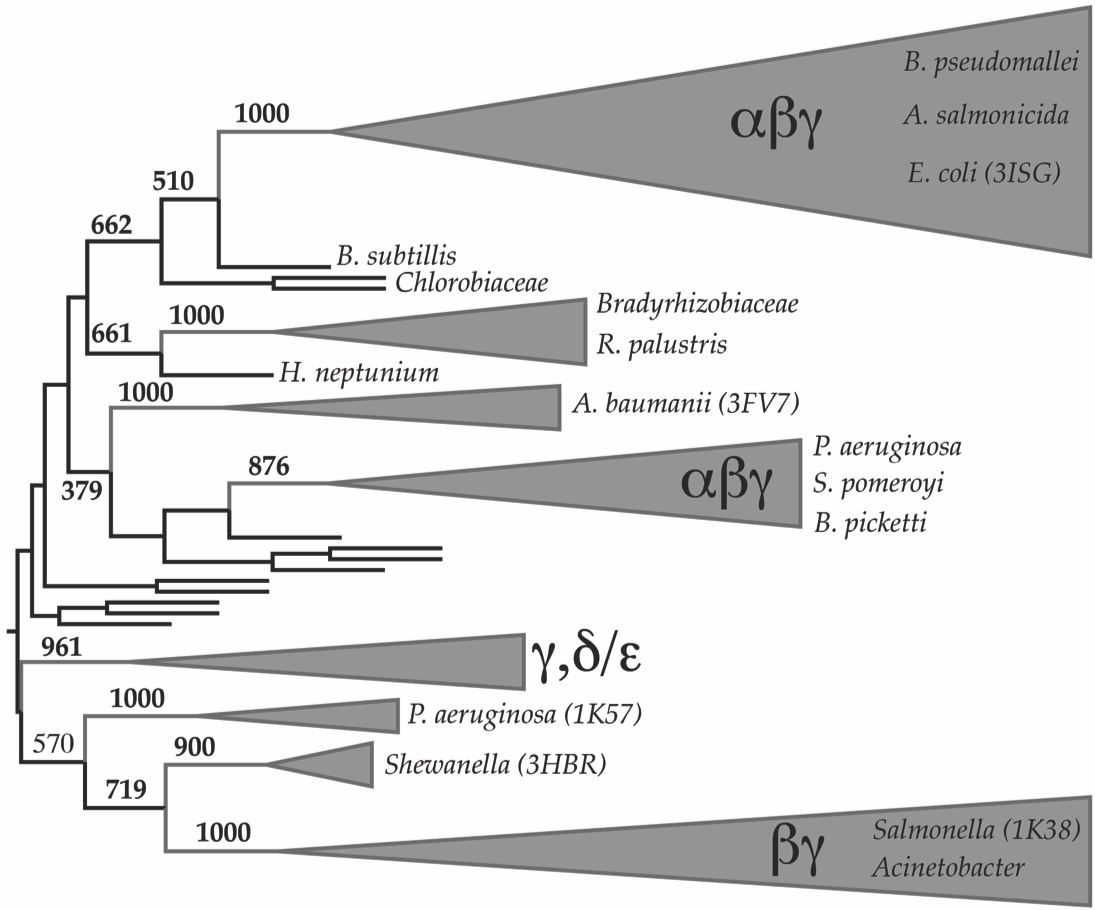 B. pseudomallei
1000
αβγ
A. salmonicida
E. coli (3ISG)
510
662
B. subtillis
Chlorobiaceae
Bradyrhizobiaceae
1000
661
R. palustris
H. neptunium
1000
A. baumanii (3FV7)
P. aeruginosa
876
αβγ
S. pomeroyi
379
B. picketti
961
γ,δ/ε
1000
P. aeruginosa (1K57)
570
900
Shewanella (3HBR)
719
1000
βγ
Salmonella (1K38)
Acinetobacter